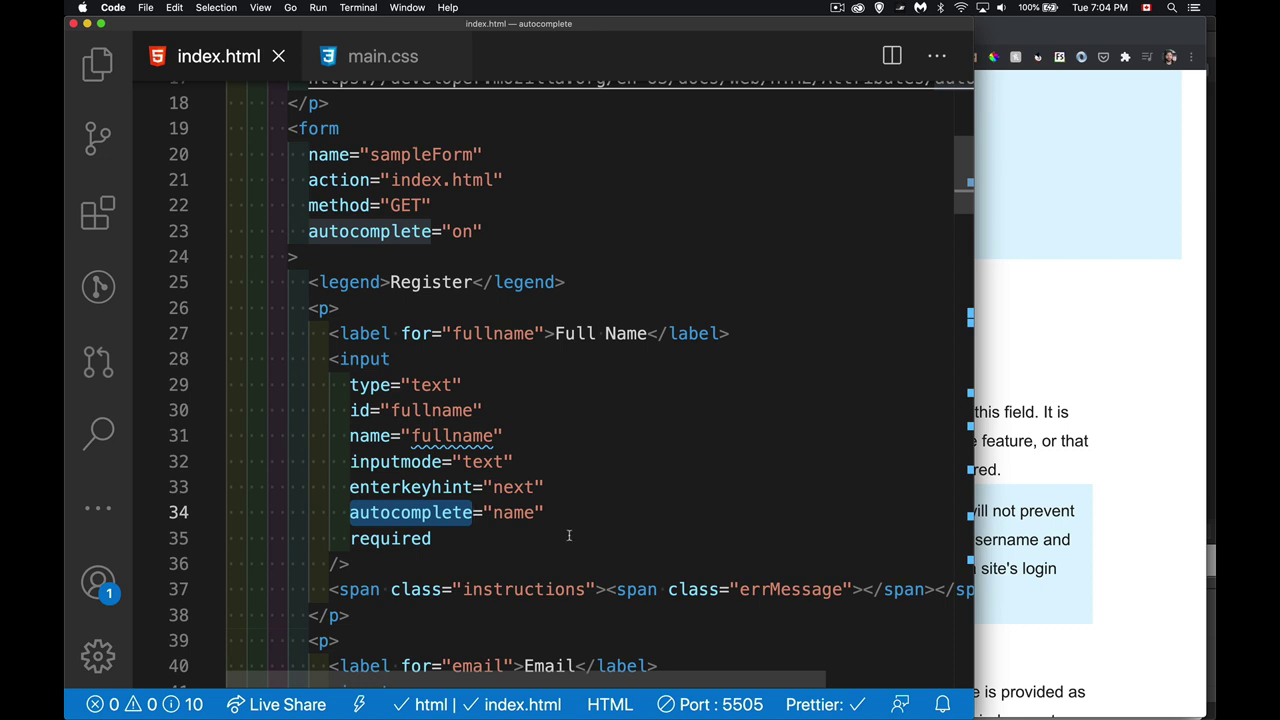 Code File Edit Selection View Go Run Terminal Window Help 100% Tue 7:04 PM
index.html — autocomplete
index.html main.css
18 </p>
19 <form
20 name="sampleForm"
21 action="index.html"
22 method="GET"
23 autocomplete="on"
24 >
25 <legend>Register</legend>
26 <p>
27 <label for="fullname">Full Name</label>
28 <input
29 type="text"
30 id="fullname"
31 name="fullname"
32 inputmode="text"
33 enterkeyhint="next"
34 autocomplete="name"
35 required
36 />
37 <span class="instructions"><span class="errMessage"></span></sp
38 </p>
39 <p>
40 <label for="email">Email</label>
this field. It is
feature, or that
red.
will not prevent
sername and
site's login
e is provided as
1
0 0 10 Live Share html | index.html HTML Port : 5505 Prettier: